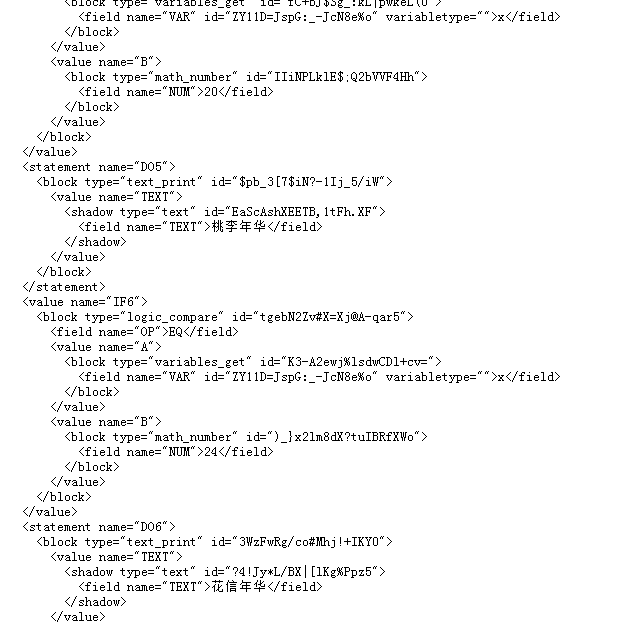 <block type="variables_get" id="fC+bJ$Sg_:kL|pwkeL(U">
<field name="VAR" id="ZY11D=JspG:_-JcN8e%o" variabletype="">x</field>
</block>
</value>
<value name="B">
<block type="math_number" id="IIiNPLklE$;Q2bVVF4Hh">
<field name="NUM">20</field>
</block>
</value>
</block>
</value>
<statement name="DO5">
<block type="text_print" id="$pb_3[7$iN?-1Ij_5/iW">
<value name="TEXT">
<shadow type="text" id="EaScAshXEETB,1tFh.XF">
<field name="TEXT">桃李年华</field>
</shadow>
</value>
</block>
</statement>
<value name="IF6">
<block type="logic_compare" id="tgebN2Zv#X=Xj@A-qar5">
<field name="OP">EQ</field>
<value name="A">
<block type="variables_get" id="K3-A2ewj%lsdwCDl+cv=">
<field name="VAR" id="ZY11D=JspG:_-JcN8e%o" variabletype="">x</field>
</block>
</value>
<value name="B">
<block type="math_number" id=")_}x2lm8dX?tuIBRfXWo">
<field name="NUM">24</field>
</block>
</value>
</block>
</value>
<statement name="DO6">
<block type="text_print" id="3WzFwRg/co#Mhj!+IKYO">
<value name="TEXT">
<shadow type="text" id="?4!Jy*L/BX|[lKg%Ppz5">
<field name="TEXT">花信年华</field>
</shadow>
</value>